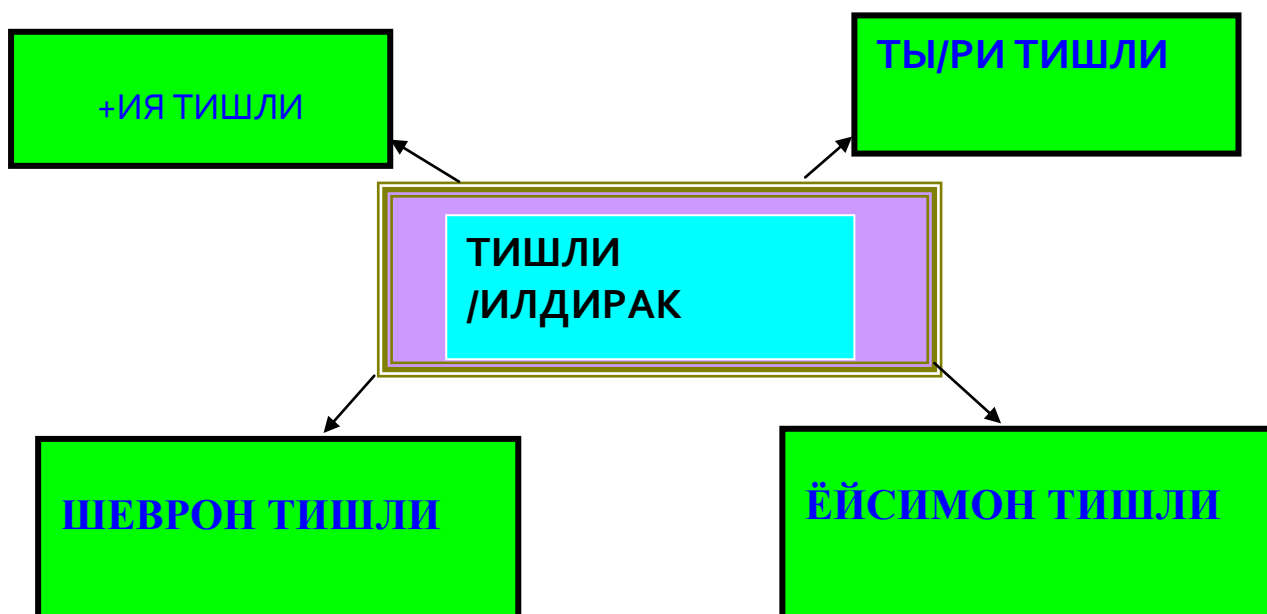 +ИЯ ТИШЛИ
ТЫ/РИ ТИШЛИ
ТИШЛИ
/ИЛДИРАК
ШЕВРОН ТИШЛИ
ЁЙСИМОН ТИШЛИ